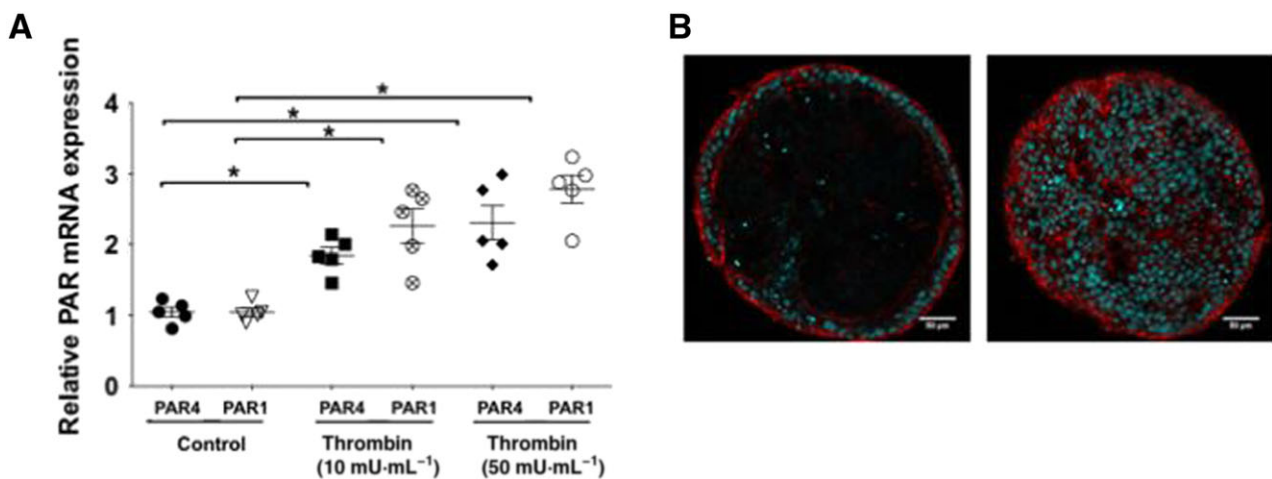 A
B
Relative PAR mRNA expression
4
3
2
1
0
*
*
*
*
PAR4 PAR1 PAR4 PAR1 PAR4 PAR1
Control Thrombin Thrombin
(10 mU·mL⁻¹) (50 mU·mL⁻¹)